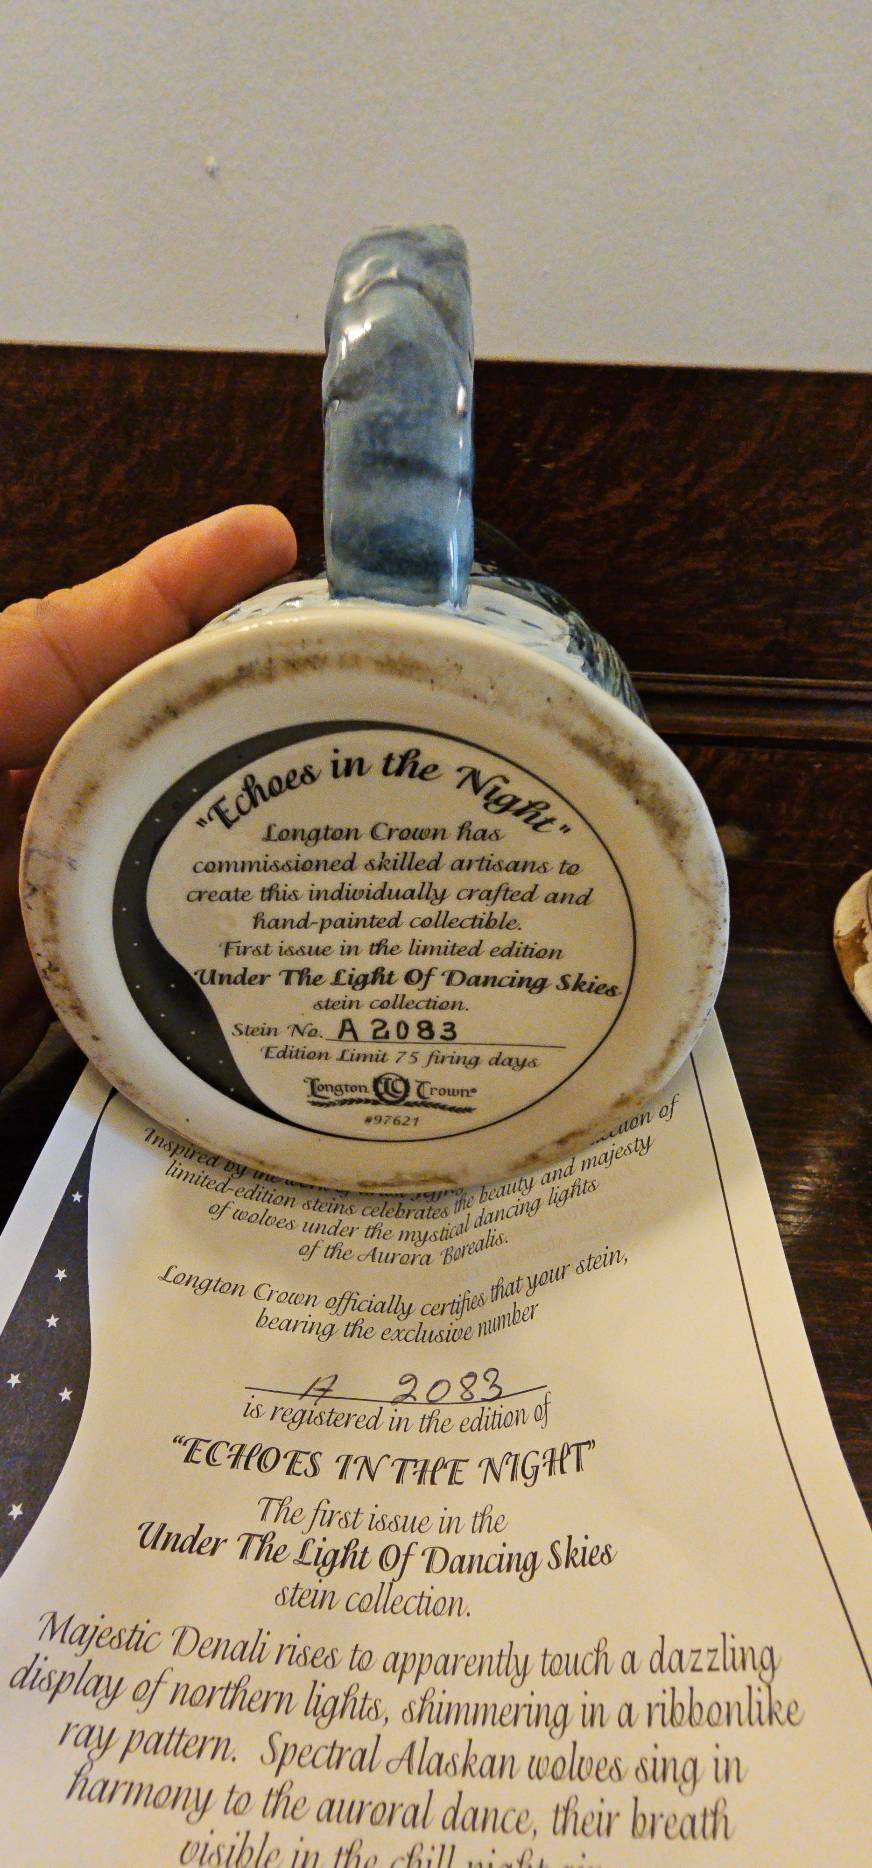 "Echoes in the Night"
Longton Crown has
commissioned skilled artisans to
create this individually crafted and
hand-painted collectible.
First issue in the limited edition
Under The Light Of Dancing Skies
stein collection.
Stein No. A 2083
Edition Limit 75 firing days
Longton LC Crown®
#97621
Inspired by the of
limited-edition steins celebrates the beauty and majesty
of wolves under the mystical dancing lights
of the Aurora Borealis.
Longton Crown officially certifies that your stein,
bearing the exclusive number
A 2083
is registered in the edition of
"ECHOES IN THE NIGHT"
The first issue in the
Under The Light Of Dancing Skies
stein collection.
Majestic Denali rises to apparently touch a dazzling
display of northern lights, shimmering in a ribbonlike
ray pattern. Spectral Alaskan wolves sing in
harmony to the auroral dance, their breath
visible in the chill night